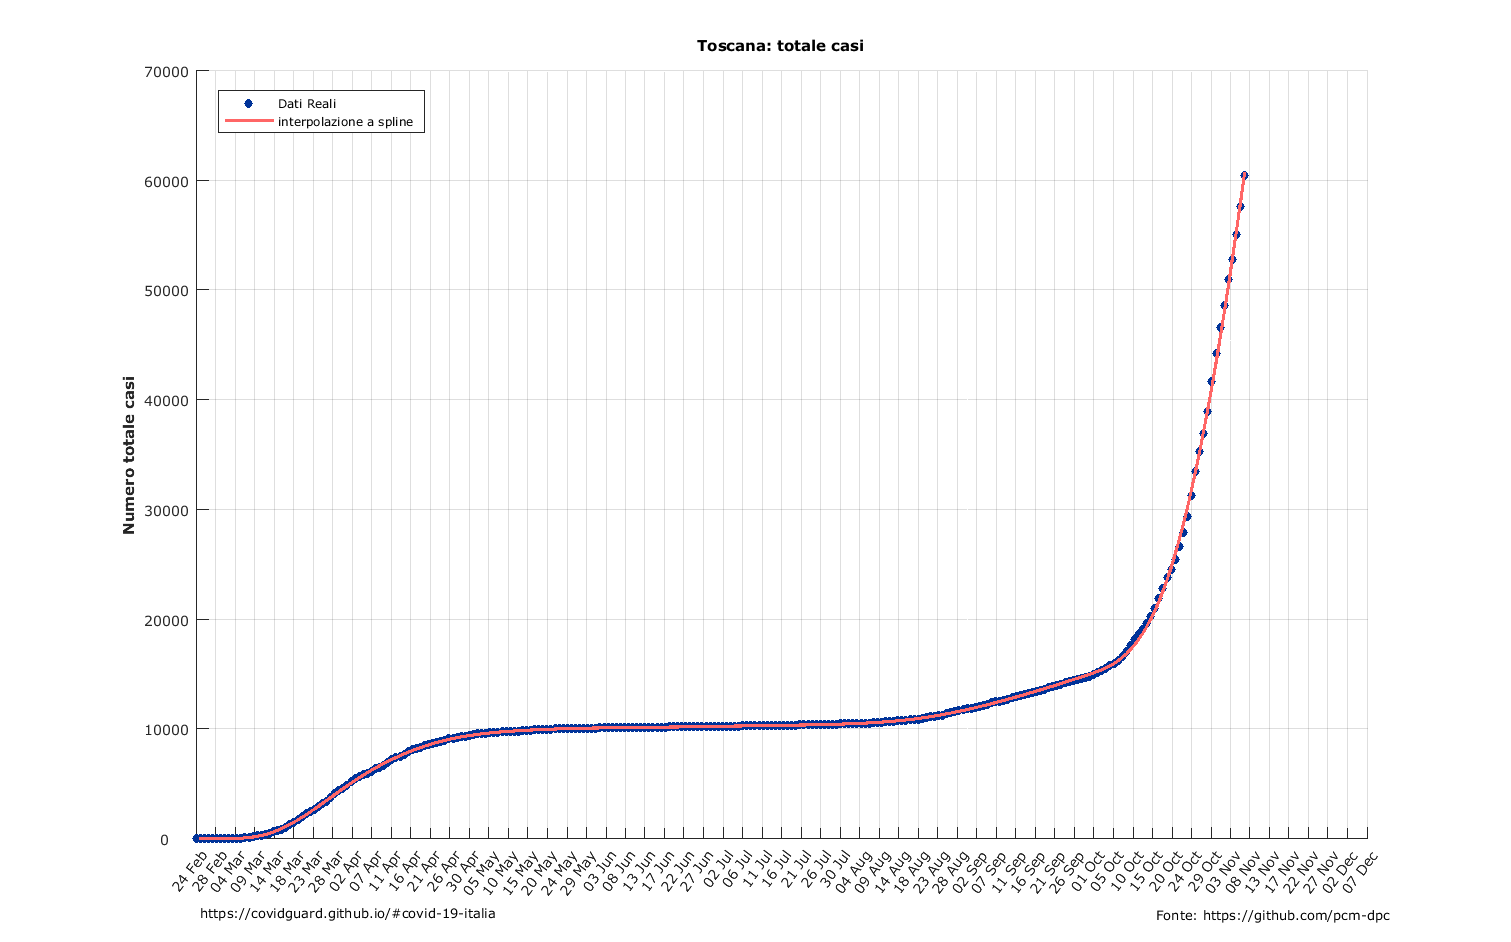 Toscana: totale casi
70000
60000
50000
40000
30000
20000
10000
0
Dati Reali
interpolazione a spline
Numero totale casi
24 Feb
28 Feb
04 Mar
09 Mar
14 Mar
18 Mar
23 Mar
28 Mar
02 Apr
07 Apr
11 Apr
16 Apr
21 Apr
26 Apr
30 Apr
05 May
10 May
15 May
20 May
24 May
29 May
03 Jun
08 Jun
13 Jun
17 Jun
22 Jun
27 Jun
02 Jul
06 Jul
11 Jul
16 Jul
21 Jul
26 Jul
30 Jul
04 Aug
09 Aug
14 Aug
18 Aug
23 Aug
28 Aug
02 Sep
07 Sep
11 Sep
16 Sep
21 Sep
26 Sep
01 Oct
05 Oct
10 Oct
15 Oct
20 Oct
24 Oct
29 Oct
03 Nov
08 Nov
13 Nov
17 Nov
22 Nov
27 Nov
02 Dec
07 Dec
https://covidguard.github.io/#covid-19-italia
Fonte: https://github.com/pcm-dpc